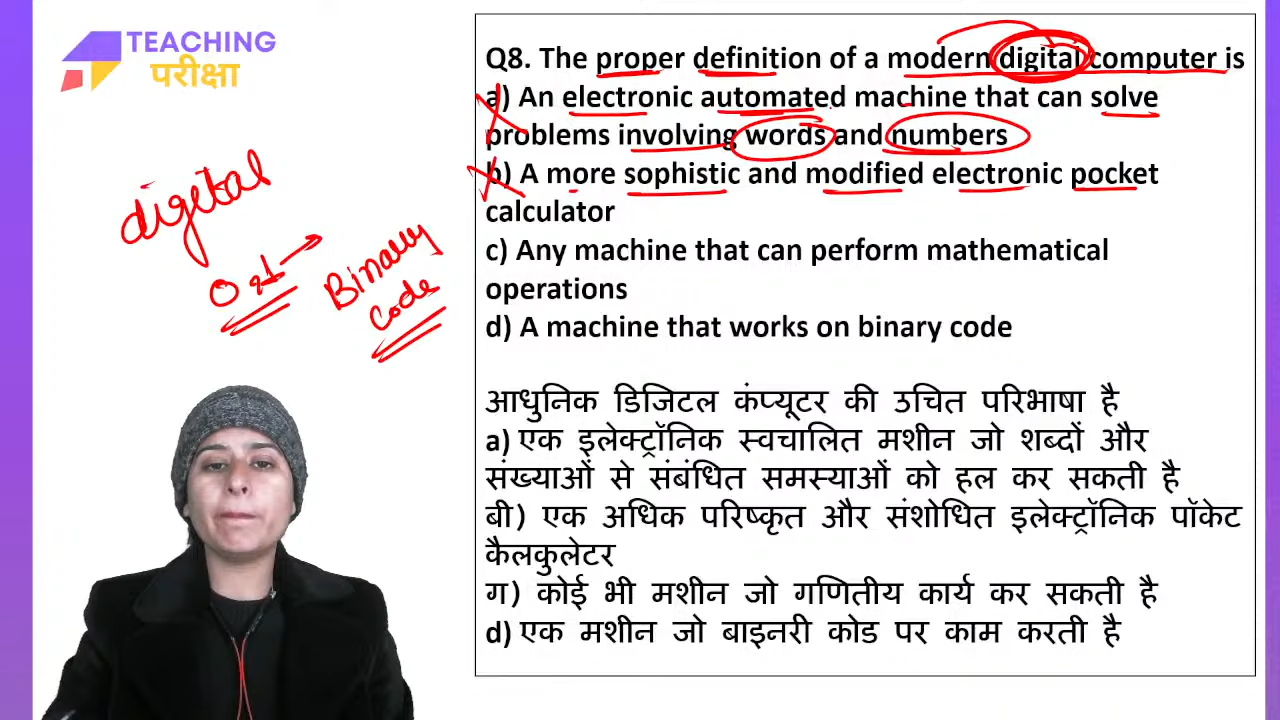 TEACHING
परीक्षा
Q8. The proper definition of a modern digital computer is
a) An electronic automated machine that can solve
problems involving words and numbers
b) A more sophistic and modified electronic pocket
calculator
c) Any machine that can perform mathematical
operations
d) A machine that works on binary code
आधुनिक डिजिटल कंप्यूटर की उचित परिभाषा है
a) एक इलेक्ट्रॉनिक स्वचालित मशीन जो शब्दों और
संख्याओं से संबंधित समस्याओं को हल कर सकती है
बी) एक अधिक परिष्कृत और संशोधित इलेक्ट्रॉनिक पॉकेट
कैलकुलेटर
ग) कोई भी मशीन जो गणितीय कार्य कर सकती है
d) एक मशीन जो बाइनरी कोड पर काम करती है
digital
Binary
code